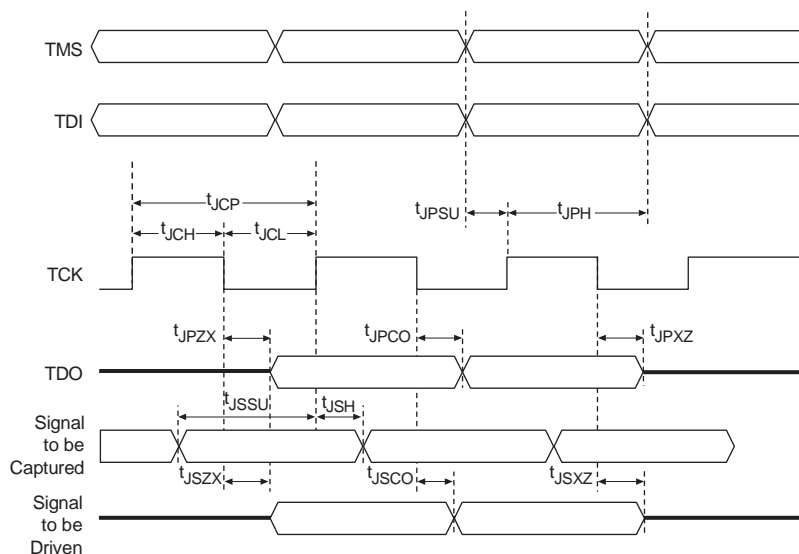 TMS
TDI
tJCP
tJPSU
tJPH
tJCH
tJCL
TCK
tJPZX
tJPCO
tJPXZ
TDO
tJSSU
tJSH
Signal
to be
Captured
tJSZX
tJSCO
tJSXZ
Signal
to be
Driven